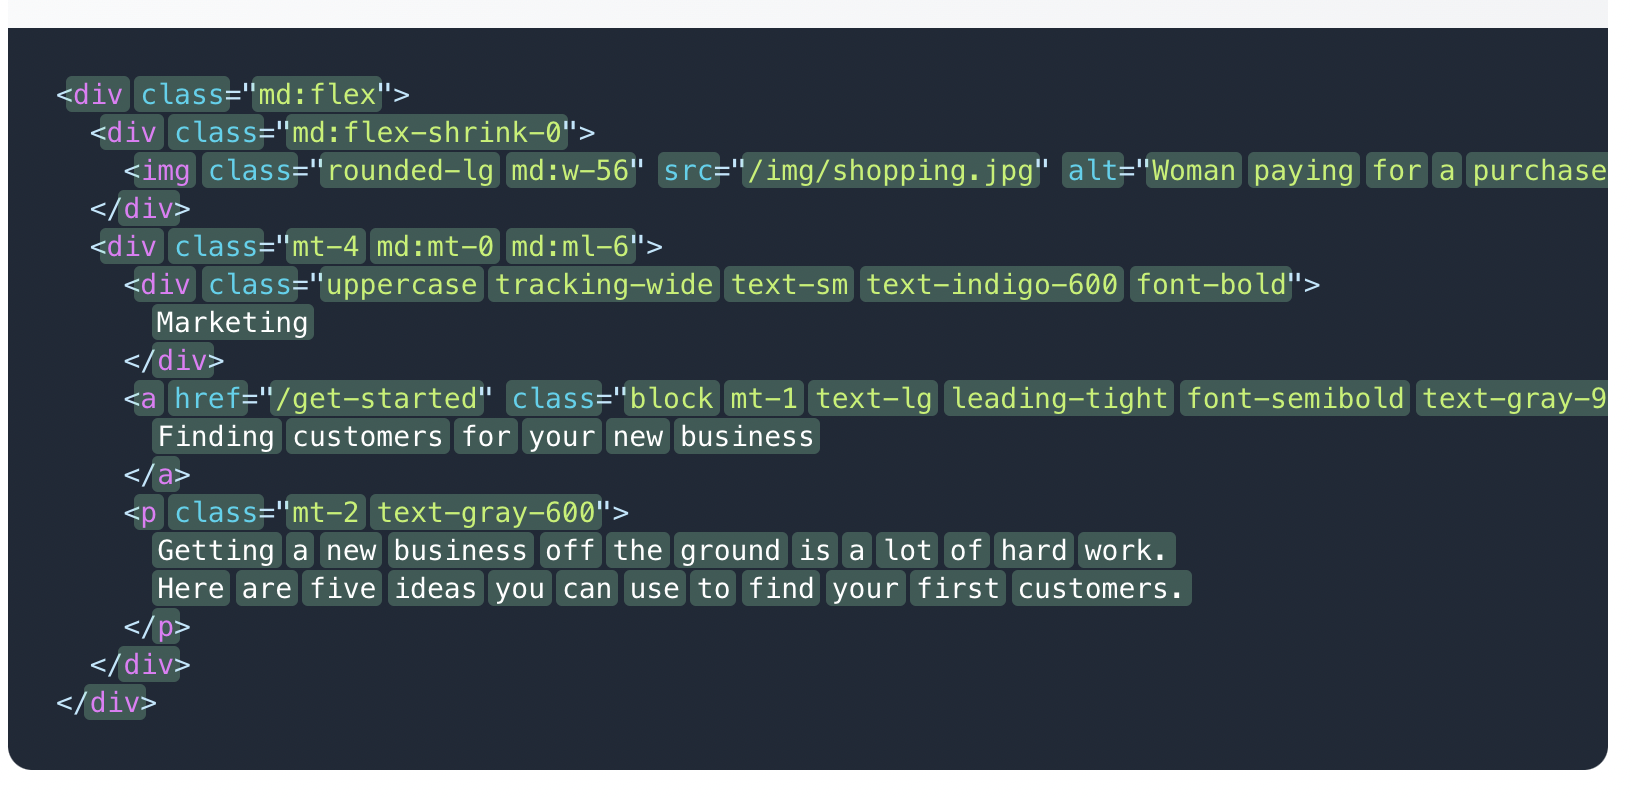 <div class="md:flex">
<div class="md:flex-shrink-0">
<img class="rounded-lg md:w-56" src="/img/shopping.jpg" alt="Woman paying for a purchase
</div>
<div class="mt-4 md:mt-0 md:ml-6">
<div class="uppercase tracking-wide text-sm text-indigo-600 font-bold">
Marketing
</div>
<a href="/get-started" class="block mt-1 text-lg leading-tight font-semibold text-gray-9
Finding customers for your new business
</a>
<p class="mt-2 text-gray-600">
Getting a new business off the ground is a lot of hard work.
Here are five ideas you can use to find your first customers.
</p>
</div>
</div>